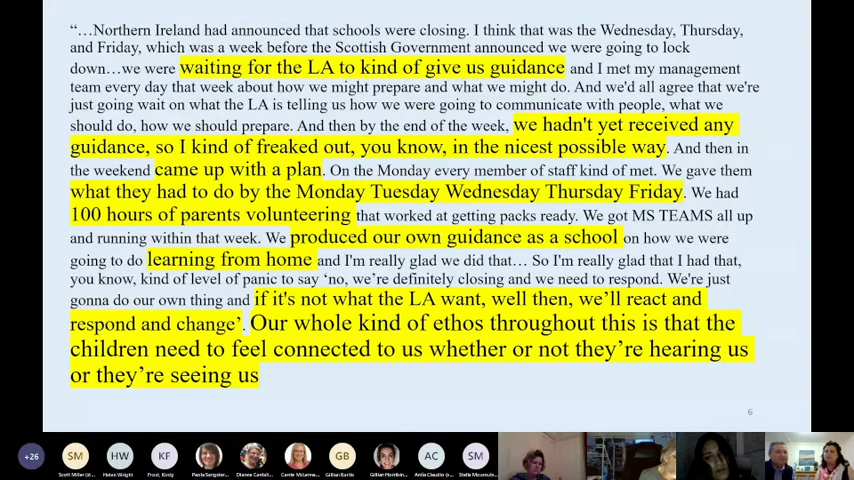 “…Northern Ireland had announced that schools were closing. I think that was the Wednesday, Thursday,
and Friday, which was a week before the Scottish Government announced we were going to lock
down…we were waiting for the LA to kind of give us guidance and I met my management
team every day that week about how we might prepare and what we might do. And we'd all agree that we're
just going wait on what the LA is telling us how we were going to communicate with people, what we
should do, how we should prepare. And then by the end of the week, we hadn't yet received any
guidance, so I kind of freaked out, you know, in the nicest possible way. And then in
the weekend came up with a plan. On the Monday every member of staff kind of met. We gave them
what they had to do by the Monday Tuesday Wednesday Thursday Friday. We had
100 hours of parents volunteering that worked at getting packs ready. We got MS TEAMS all up
and running within that week. We produced our own guidance as a school on how we were
going to do learning from home and I'm really glad we did that… So I'm really glad that I had that,
you know, kind of level of panic to say ‘no, we’re definitely closing and we need to respond. We're just
gonna do our own thing and if it's not what the LA want, well then, we’ll react and
respond and change’. Our whole kind of ethos throughout this is that the
children need to feel connected to us whether or not they’re hearing us
or they’re seeing us
6
+26
SM
HW
KF
GB
AC
SM
Scott Miller
Helen Wright
Frost, Kirsty
Gillian Bartle